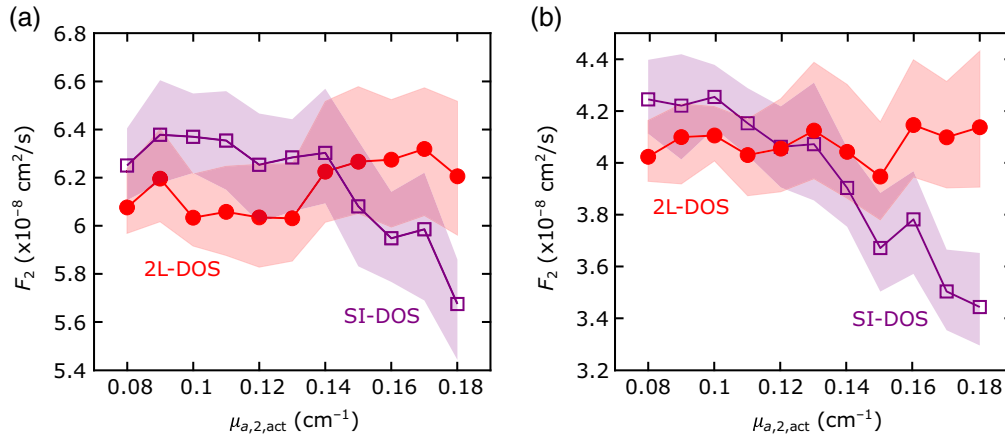 (a)
6.8
6.6
6.4
6.2
6
5.8
5.6
5.4
F₂ (x10⁻⁸ cm²/s)
2L-DOS
SI-DOS
0.08
0.1
0.12
0.14
0.16
0.18
μₐ,₂,act (cm⁻¹)
(b)
4.4
4.2
4
3.8
3.6
3.4
3.2
F₂ (x10⁻⁸ cm²/s)
2L-DOS
SI-DOS
0.08
0.1
0.12
0.14
0.16
0.18
μₐ,₂,act (cm⁻¹)